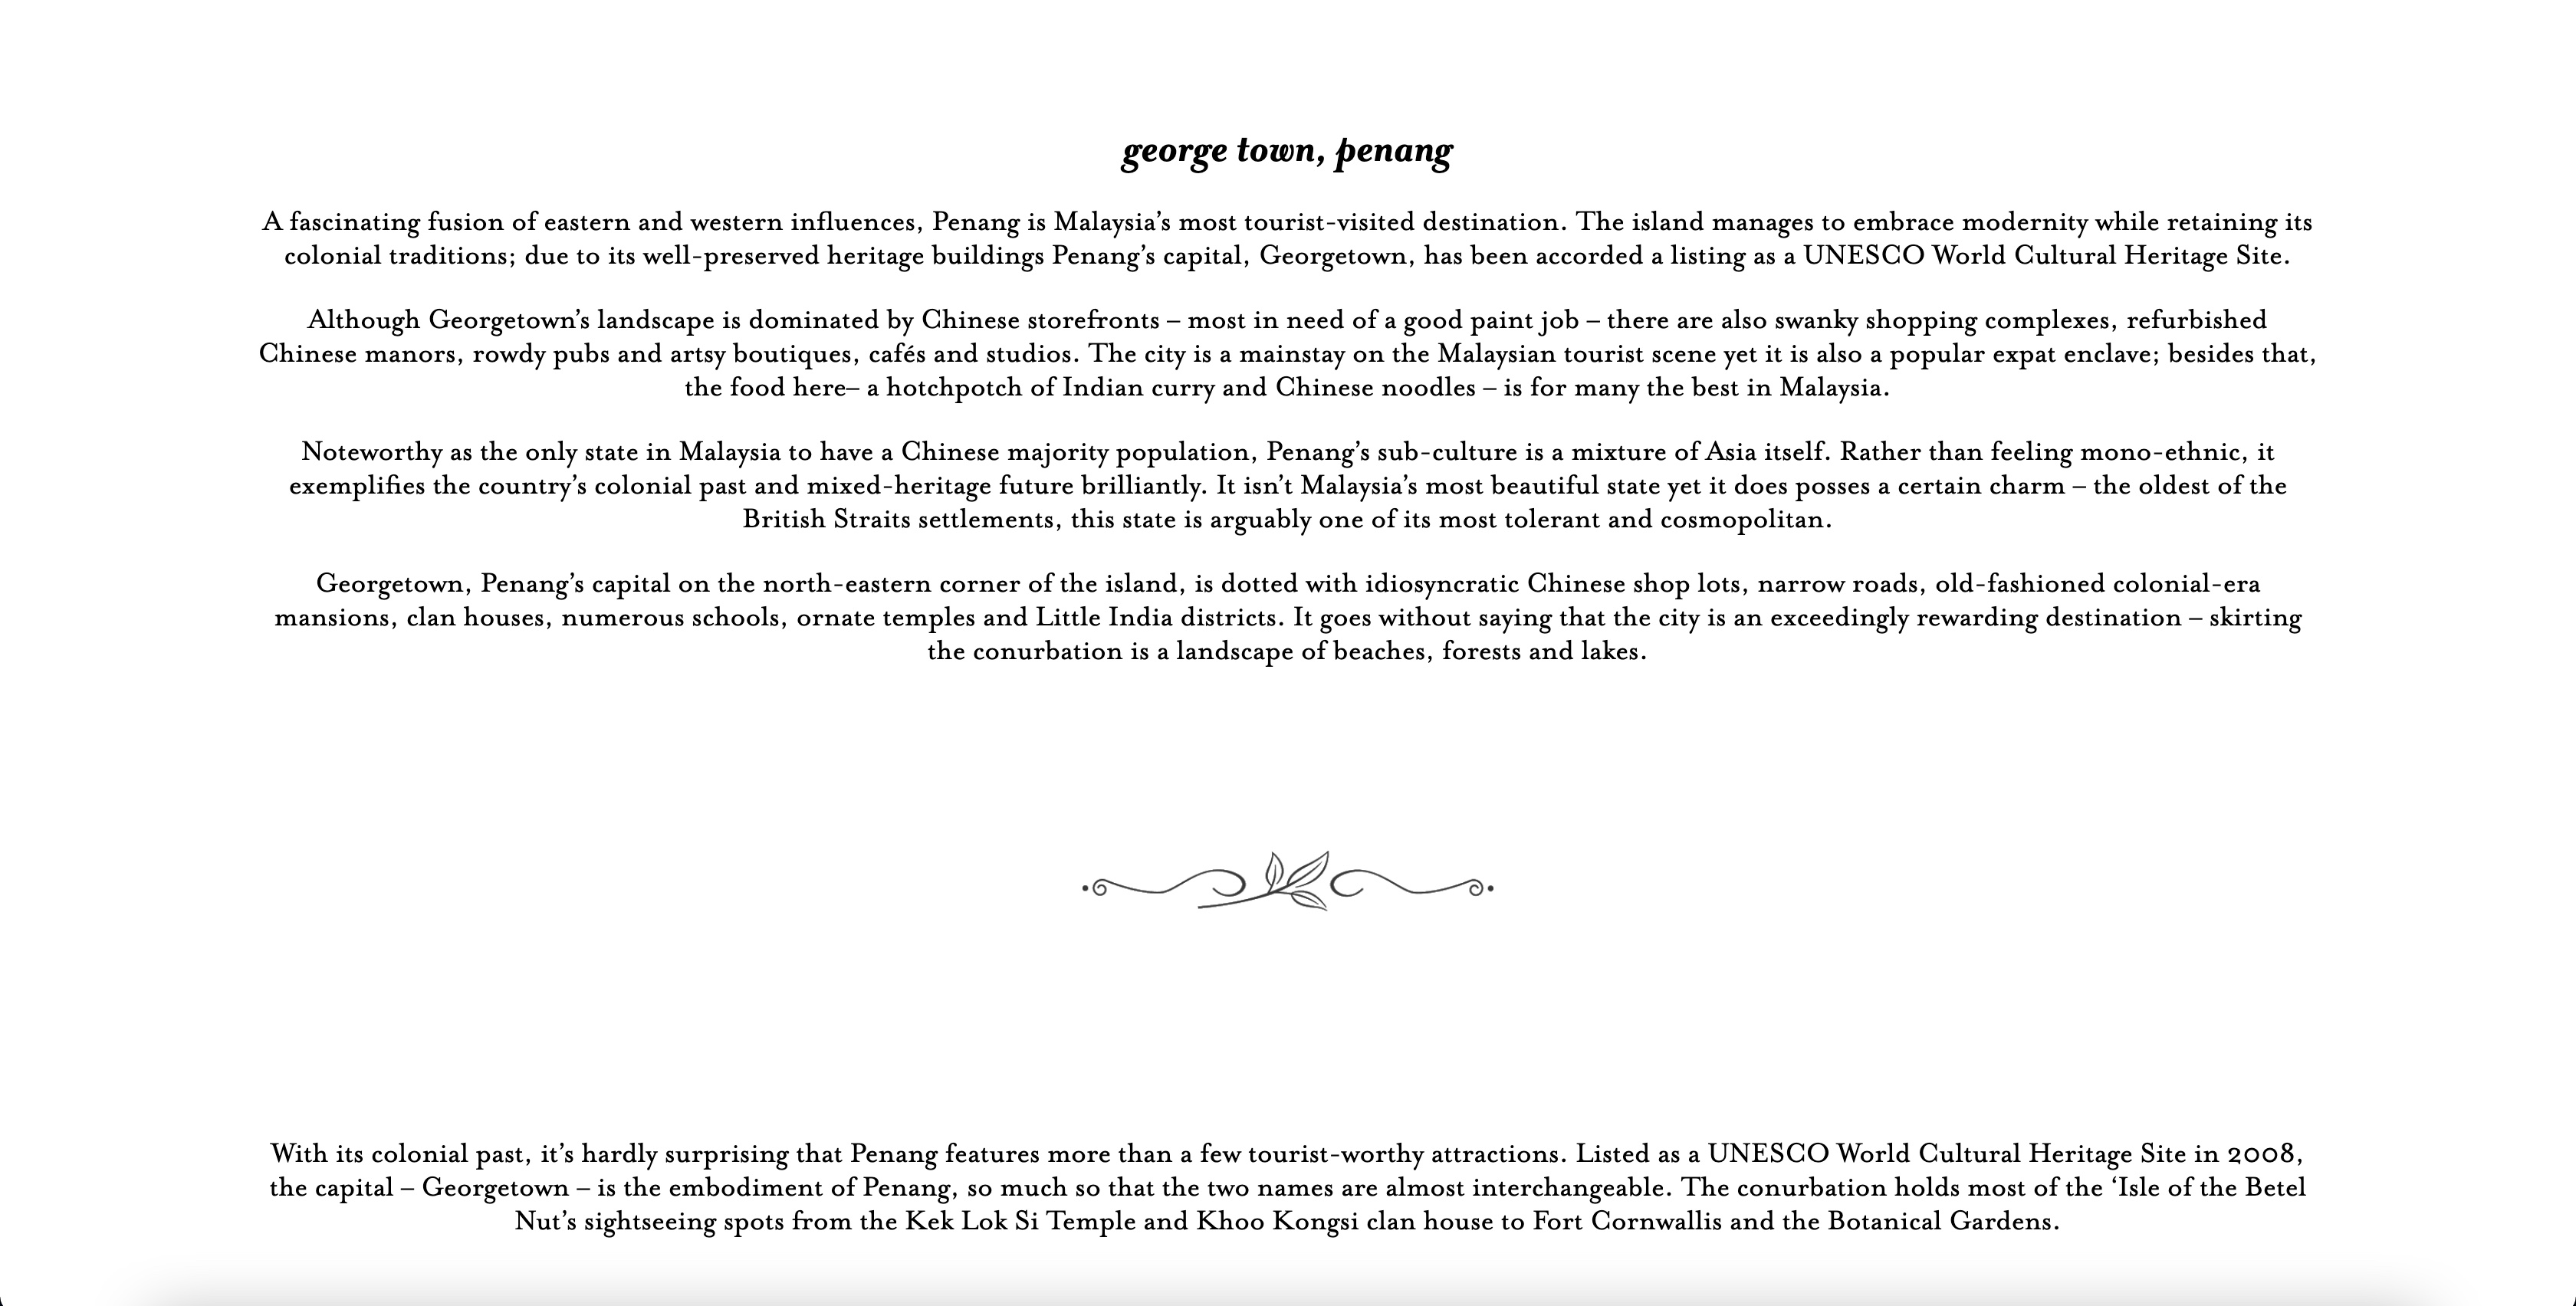 george town, penang
A fascinating fusion of eastern and western influences, Penang is Malaysia’s most tourist-visited destination. The island manages to embrace modernity while retaining its
colonial traditions; due to its well-preserved heritage buildings Penang’s capital, Georgetown, has been accorded a listing as a UNESCO World Cultural Heritage Site.
Although Georgetown’s landscape is dominated by Chinese storefronts – most in need of a good paint job – there are also swanky shopping complexes, refurbished
Chinese manors, rowdy pubs and artsy boutiques, cafés and studios. The city is a mainstay on the Malaysian tourist scene yet it is also a popular expat enclave; besides that,
the food here– a hotchpotch of Indian curry and Chinese noodles – is for many the best in Malaysia.
Noteworthy as the only state in Malaysia to have a Chinese majority population, Penang’s sub-culture is a mixture of Asia itself. Rather than feeling mono-ethnic, it
exemplifies the country’s colonial past and mixed-heritage future brilliantly. It isn’t Malaysia’s most beautiful state yet it does posses a certain charm – the oldest of the
British Straits settlements, this state is arguably one of its most tolerant and cosmopolitan.
Georgetown, Penang’s capital on the north-eastern corner of the island, is dotted with idiosyncratic Chinese shop lots, narrow roads, old-fashioned colonial-era
mansions, clan houses, numerous schools, ornate temples and Little India districts. It goes without saying that the city is an exceedingly rewarding destination – skirting
the conurbation is a landscape of beaches, forests and lakes.
With its colonial past, it’s hardly surprising that Penang features more than a few tourist-worthy attractions. Listed as a UNESCO World Cultural Heritage Site in 2008,
the capital – Georgetown – is the embodiment of Penang, so much so that the two names are almost interchangeable. The conurbation holds most of the ‘Isle of the Betel
Nut’s sightseeing spots from the Kek Lok Si Temple and Khoo Kongsi clan house to Fort Cornwallis and the Botanical Gardens.